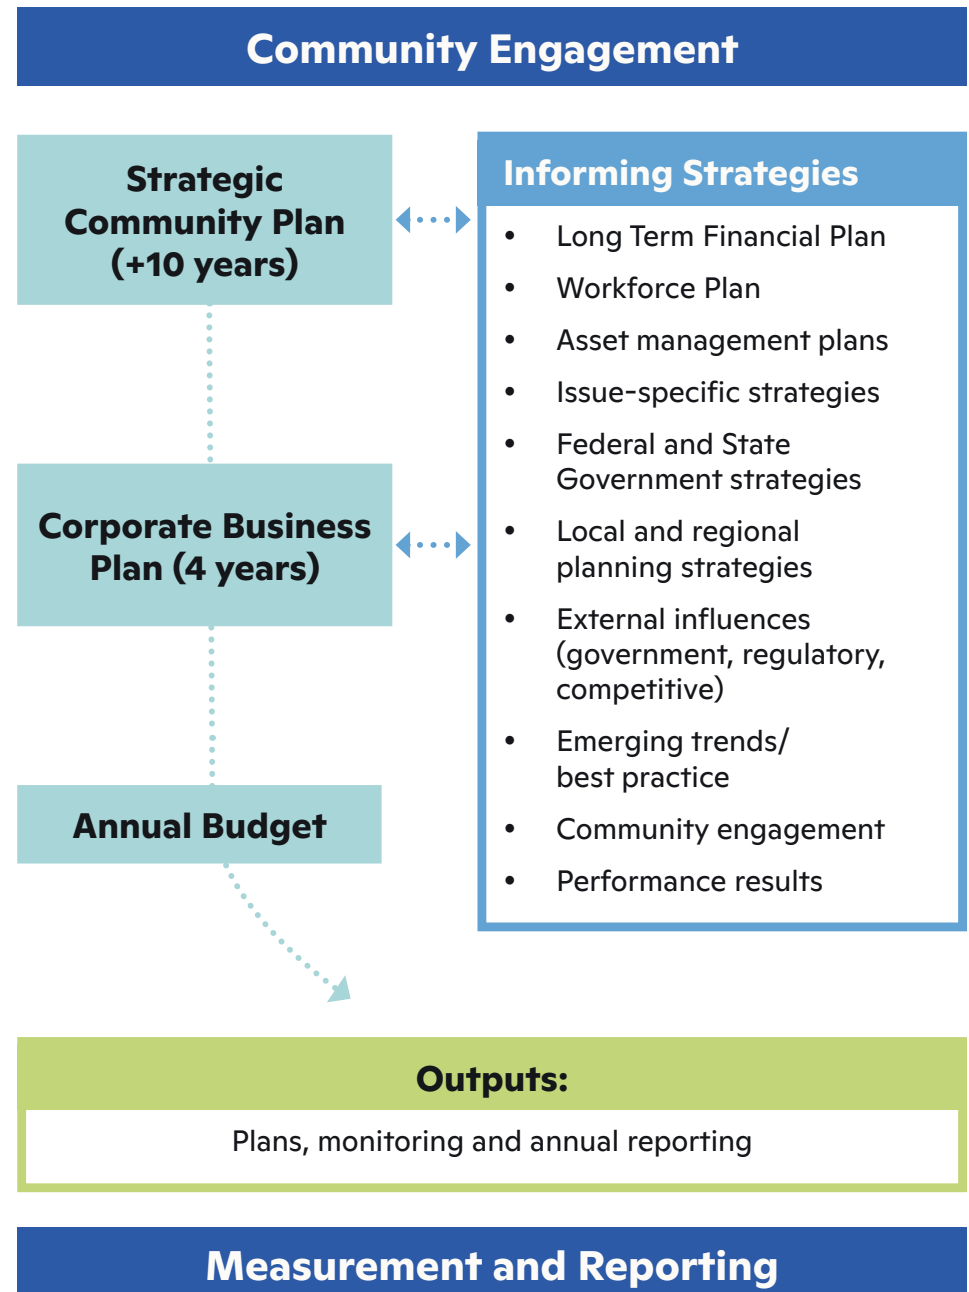 Community Engagement
Strategic
Community Plan
(+10 years)
Corporate Business
Plan (4 years)
Annual Budget
Informing Strategies
• Long Term Financial Plan
• Workforce Plan
• Asset management plans
• Issue-specific strategies
• Federal and State
Government strategies
• Local and regional
planning strategies
• External influences
(government, regulatory,
competitive)
• Emerging trends/
best practice
• Community engagement
• Performance results
Outputs:
Plans, monitoring and annual reporting
Measurement and Reporting